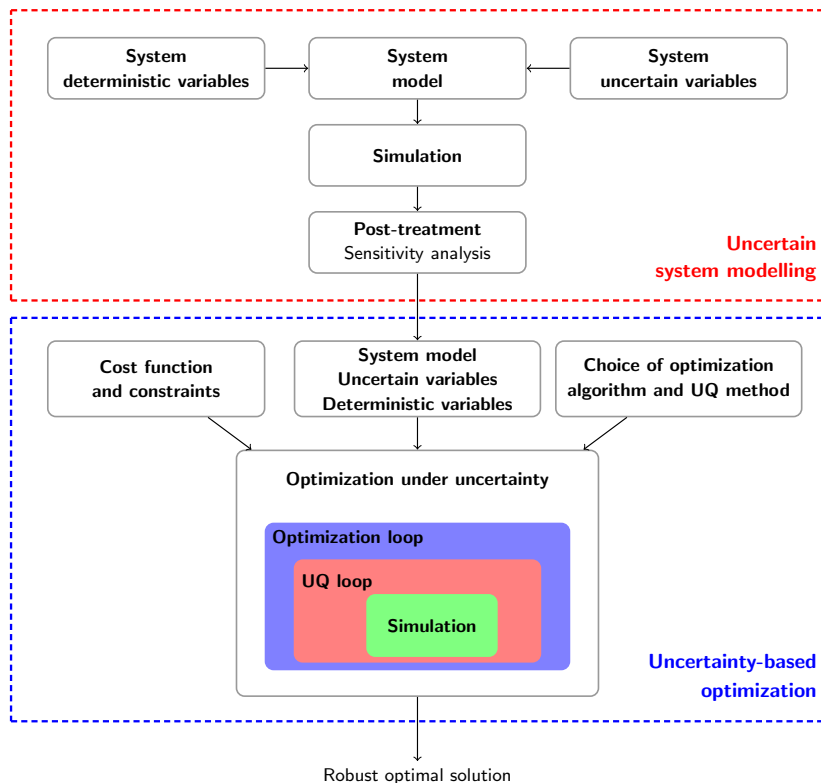 System
deterministic variables
System
model
System
uncertain variables
Simulation
Post-treatment
Sensitivity analysis
Uncertain
system modelling
Cost function
and constraints
System model
Uncertain variables
Deterministic variables
Choice of optimization
algorithm and UQ method
Optimization under uncertainty
Optimization loop
UQ loop
Simulation
Uncertainty-based
optimization
Robust optimal solution